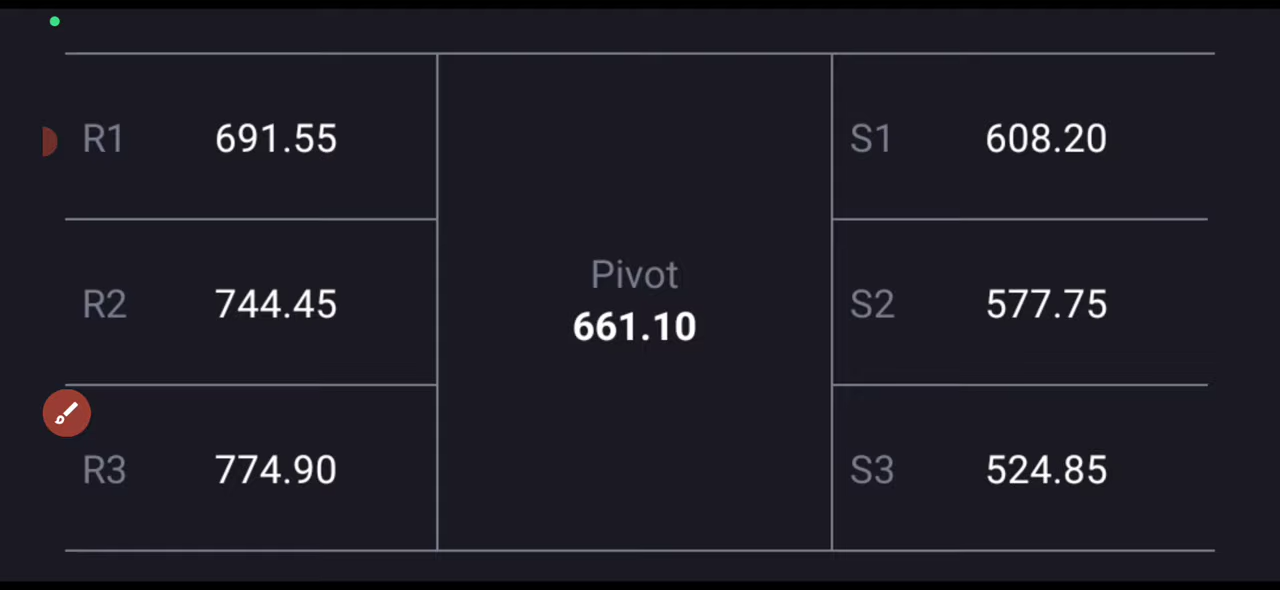 R1 691.55
R2 744.45
R3 774.90
Pivot
661.10
S1 608.20
S2 577.75
S3 524.85